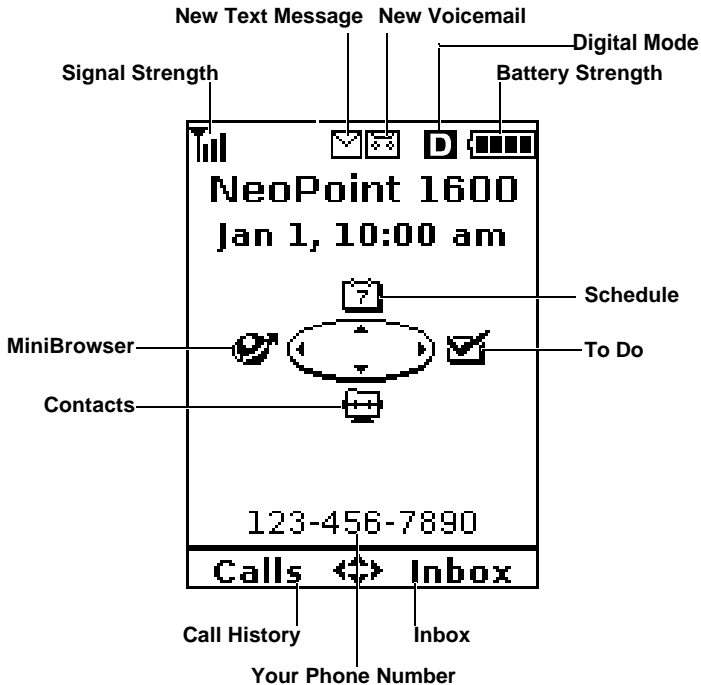 New Text Message New Voicemail
Digital Mode
Signal Strength
Battery Strength
D
NeoPoint 1600
Jan 1, 10:00 am
7
Schedule
MiniBrowser
To Do
Contacts
123-456-7890
Calls Inbox
Call History
Inbox
Your Phone Number